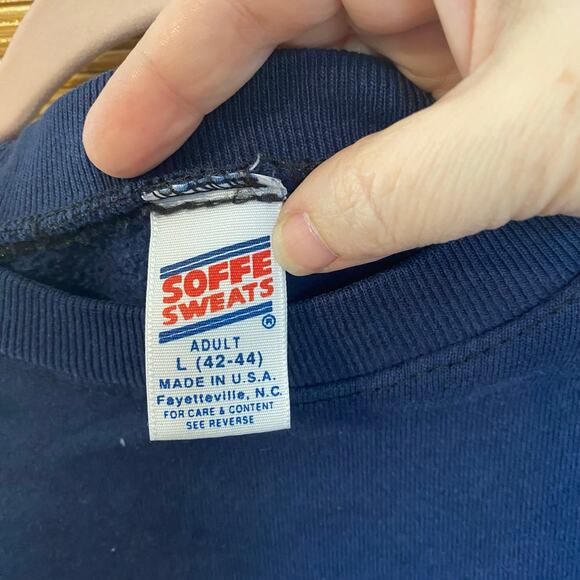 SOFFE
SWEATS
®
ADULT
L (42-44)
MADE IN U.S.A.
Fayetteville, N.C.
FOR CARE & CONTENT
SEE REVERSE